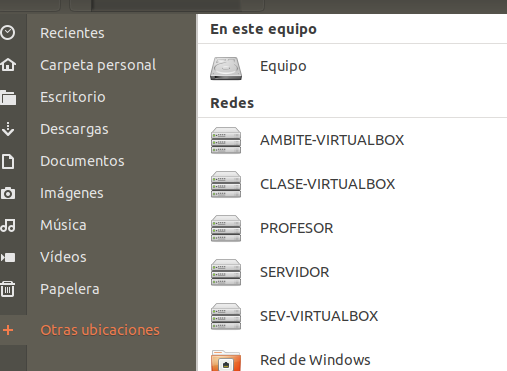 Recientes
Carpeta personal
Escritorio
Descargas
Documentos
Imágenes
Música
Vídeos
Papelera
Otras ubicaciones
En este equipo
Equipo
Redes
AMBITE-VIRTUALBOX
CLASE-VIRTUALBOX
PROFESOR
SERVIDOR
SEV-VIRTUALBOX
Red de Windows